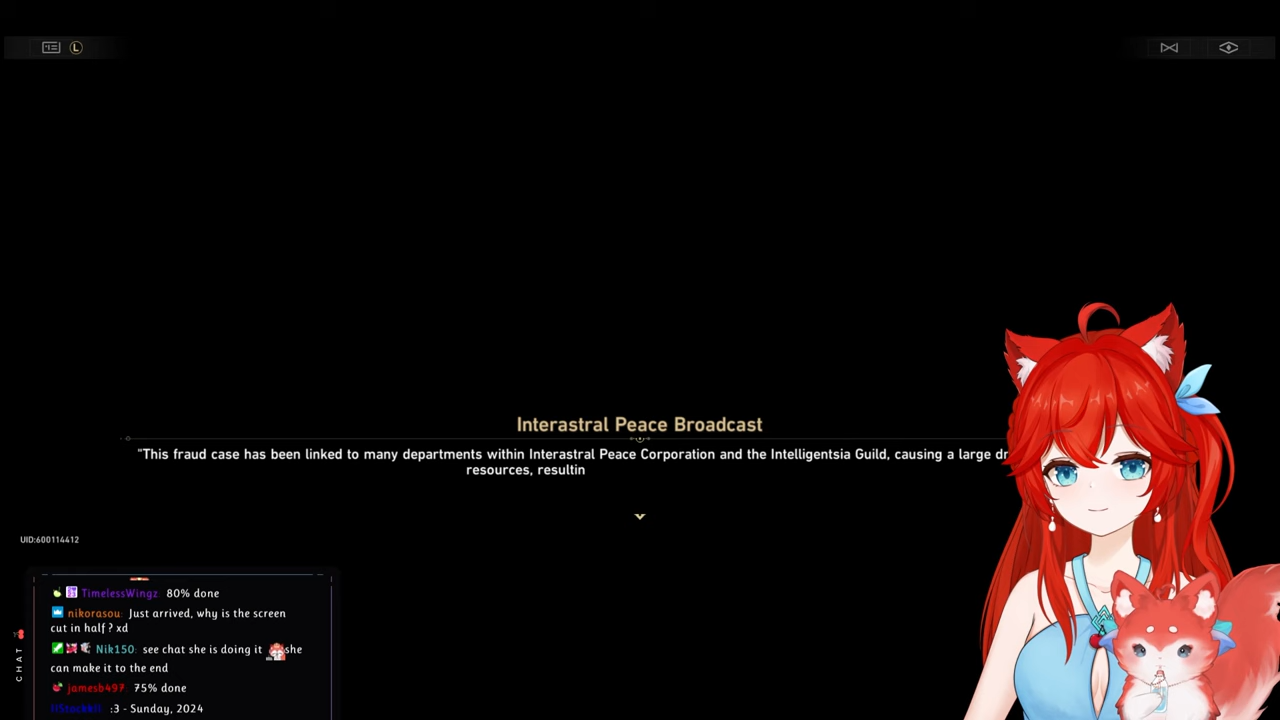 L
Interastral Peace Broadcast
"This fraud case has been linked to many departments within Interastral Peace Corporation and the Intelligentsia Guild, causing a large
resources, resultin
UID:600114412
TimelessWingz: 80% done
nikorasou: Just arrived, why is the screen
cut in half? xd
Nik150: see chat she is doing it she
can make it to the end
jamesb497: 75% done
:3 - Sunday, 2024
CHAT